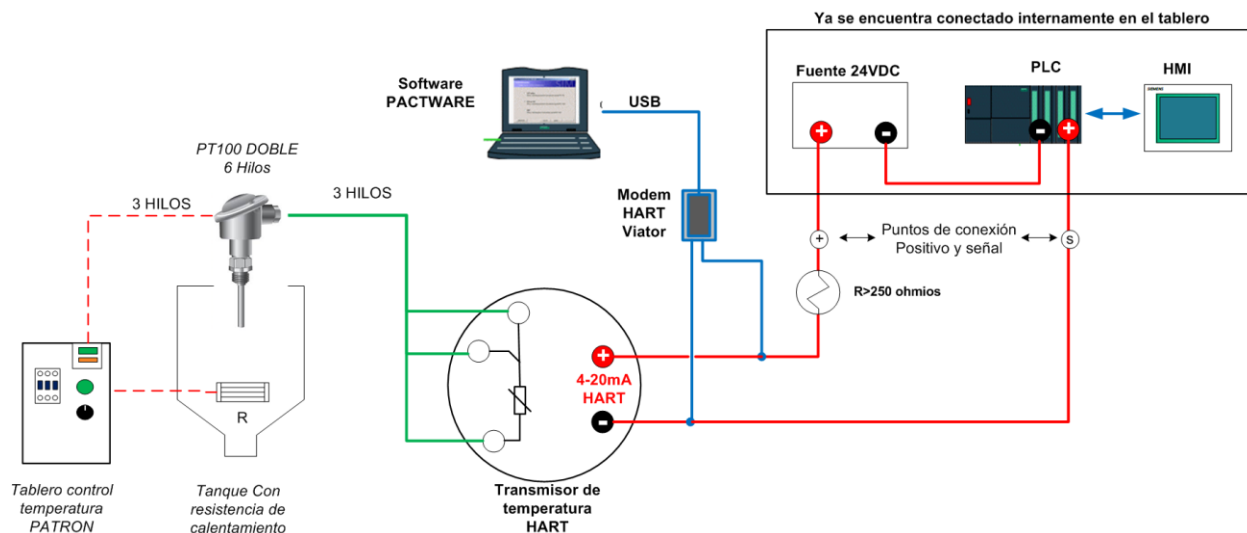 Ya se encuentra conectado internamente en el tablero
Fuente 24VDC
PLC
HMI
SIEMENS
Software
PACTWARE
USB
PT100 DOBLE
6 Hilos
3 HILOS
3 HILOS
Modem
HART
Viator
+
-
-
+
+
Puntos de conexión
Positivo y señal
S
R>250 ohmios
+
4-20mA
HART
-
R
Tablero control
temperatura
PATRON
Tanque Con
resistencia de
calentamiento
Transmisor de
temperatura
HART